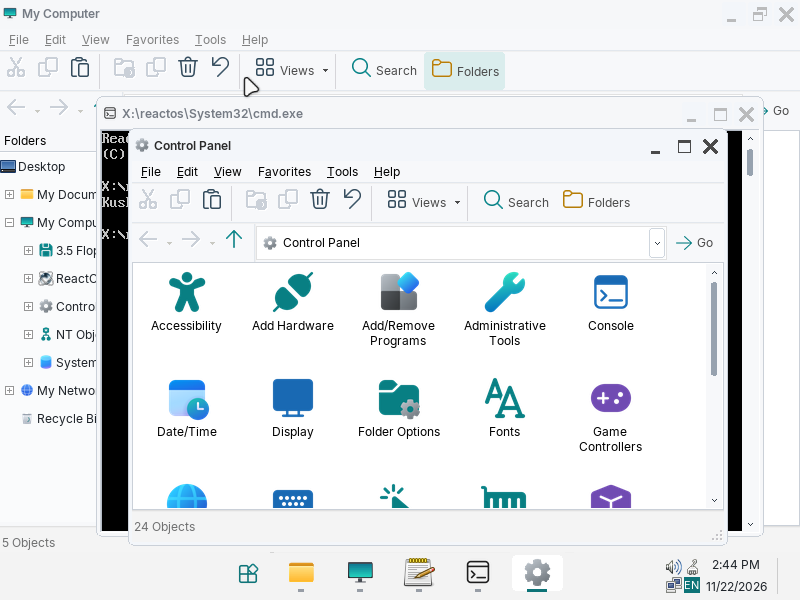 My Computer
File Edit View Favorites Tools Help
Views Search Folders
Go
Folders
Desktop
My Docum
My Compu
3.5 Flop
ReactO
Contro
NT Obj
System
My Netwo
Recycle Bi
5 Objects
X:\reactos\System32\cmd.exe
Reac
(C)
X:\r
Kush
X:\r
Control Panel
File Edit View Favorites Tools Help
Views Search Folders
Control Panel Go
Accessibility
Add Hardware
Add/Remove
Programs
Administrative
Tools
Console
Date/Time
Display
Folder Options
Fonts
Game
Controllers
24 Objects
EN
2:44 PM
11/22/2026